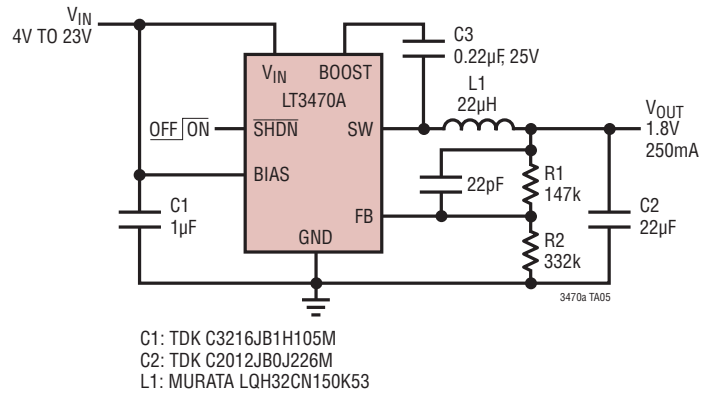 VIN
4V TO 23V
C3
0.22µF, 25V
VIN BOOST
LT3470A
L1
22µH
VOUT
1.8V
250mA
OFF ON
SHDN SW
BIAS
22pF
R1
147k
C1
1µF
FB
C2
22µF
GND
R2
332k
3470a TA05
C1: TDK C3216JB1H105M
C2: TDK C2012JB0J226M
L1: MURATA LQH32CN150K53